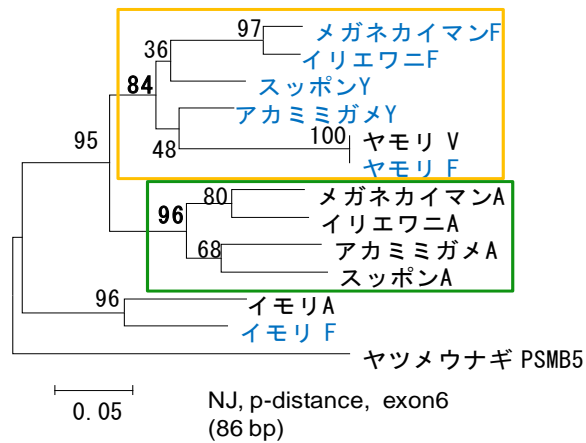 97
メガネカイマンF
36
イリエワニF
84
スッポンY
アカミミガメY
95
100
ヤモリ V
48
ヤモリ F
80
メガネカイマンA
96
イリエワニA
68
アカミミガメA
スッポンA
96
イモリA
イモリ F
ヤツメウナギ PSMB5
0.05
NJ, p-distance, exon6
(86 bp)